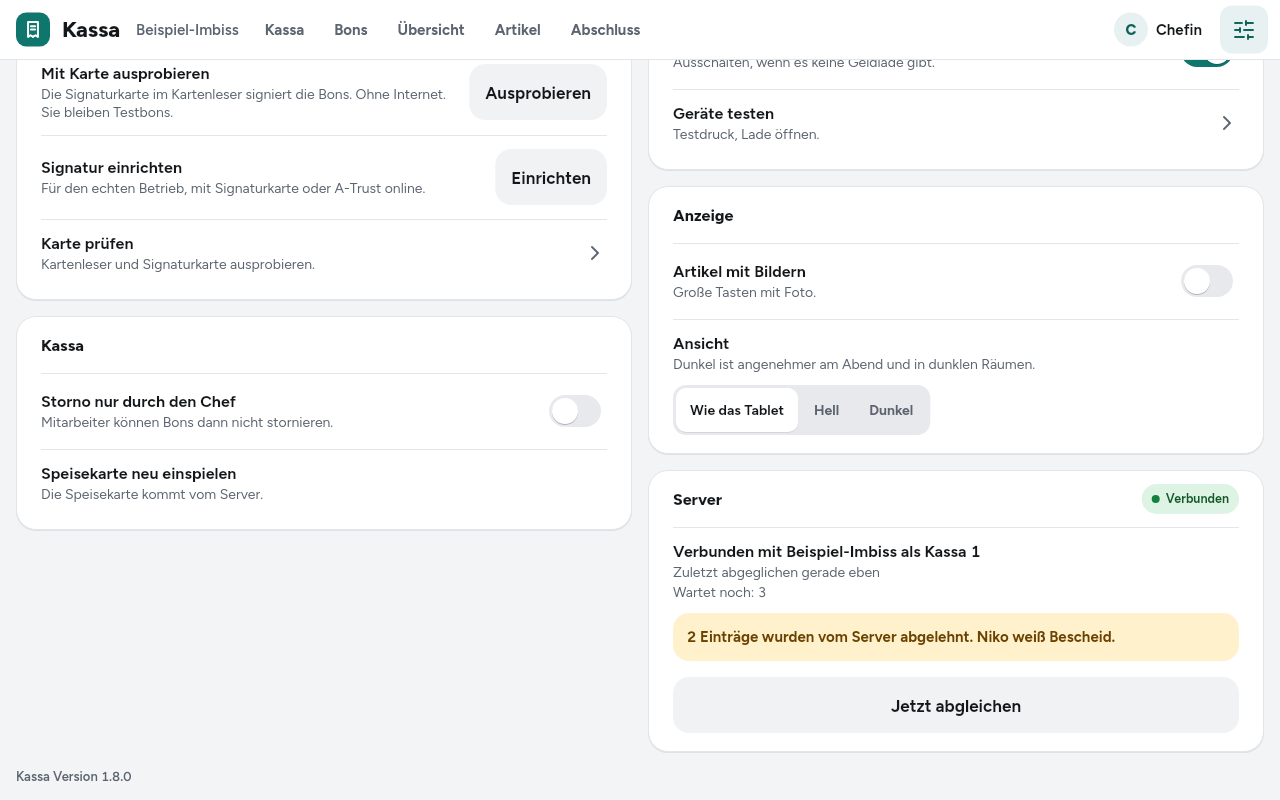 Kassa
Beispiel-Imbiss
Kassa
Bons
Übersicht
Artikel
Abschluss
C
Chefin
Mit Karte ausprobieren
Die Signaturkarte im Kartenleser signiert die Bons. Ohne Internet.
Sie bleiben Testbons.
Ausprobieren
Signatur einrichten
Für den echten Betrieb, mit Signaturkarte oder A-Trust online.
Einrichten
Karte prüfen
Kartenleser und Signaturkarte ausprobieren.
Kassa
Storno nur durch den Chef
Mitarbeiter können Bons dann nicht stornieren.
Speisekarte neu einspielen
Die Speisekarte kommt vom Server.
Ausschalten, wenn es keine Geldlade gibt.
Geräte testen
Testdruck, Lade öffnen.
Anzeige
Artikel mit Bildern
Große Tasten mit Foto.
Ansicht
Dunkel ist angenehmer am Abend und in dunklen Räumen.
Wie das Tablet
Hell
Dunkel
Server
Verbunden
Verbunden mit Beispiel-Imbiss als Kassa 1
Zuletzt abgeglichen gerade eben
Wartet noch: 3
2 Einträge wurden vom Server abgelehnt. Niko weiß Bescheid.
Jetzt abgleichen
Kassa Version 1.8.0